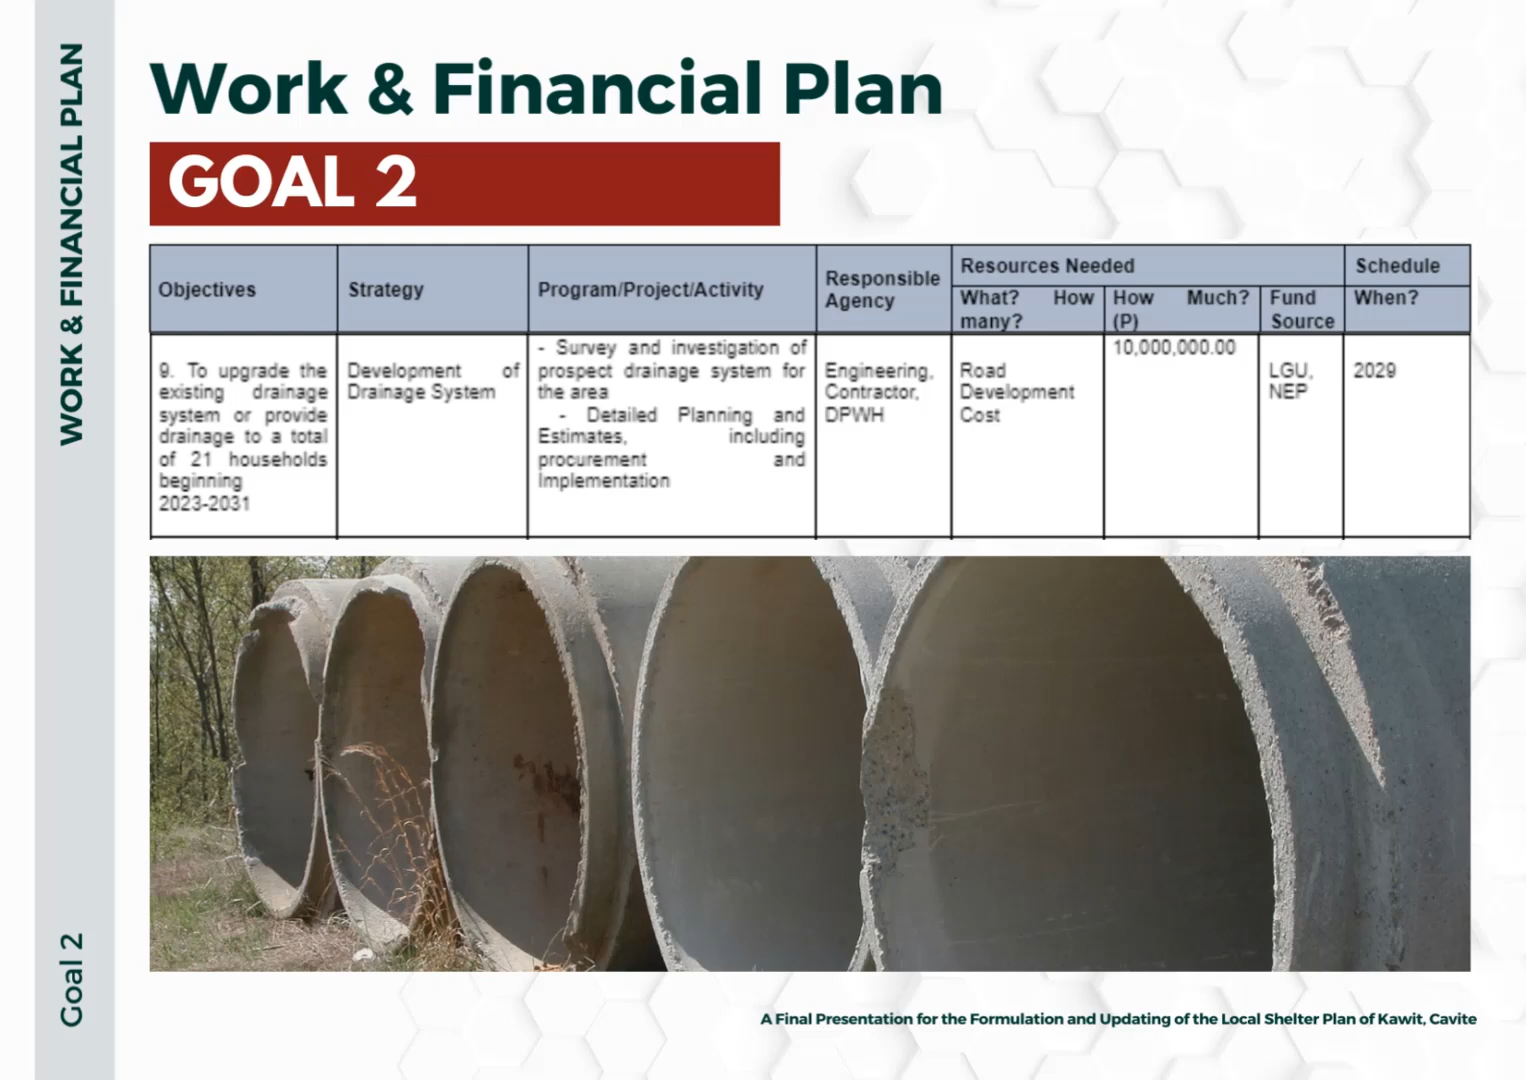 WORK & FINANCIAL PLAN
Goal 2
Work & Financial Plan
GOAL 2
Objectives
Strategy
Program/Project/Activity
Responsible
Agency
Resources Needed
What? How
many?
How Much?
(P)
Fund
Source
Schedule
When?
9. To upgrade the
existing drainage
system or provide
drainage to a total
of 21 households
beginning
2023-2031
Development of
Drainage System
- Survey and investigation of
prospect drainage system for
the area
- Detailed Planning and
Estimates, including
procurement and
Implementation
Engineering,
Contractor,
DPWH
Road
Development
Cost
10,000,000.00
LGU,
NEP
2029
A Final Presentation for the Formulation and Updating of the Local Shelter Plan of Kawit, Cavite